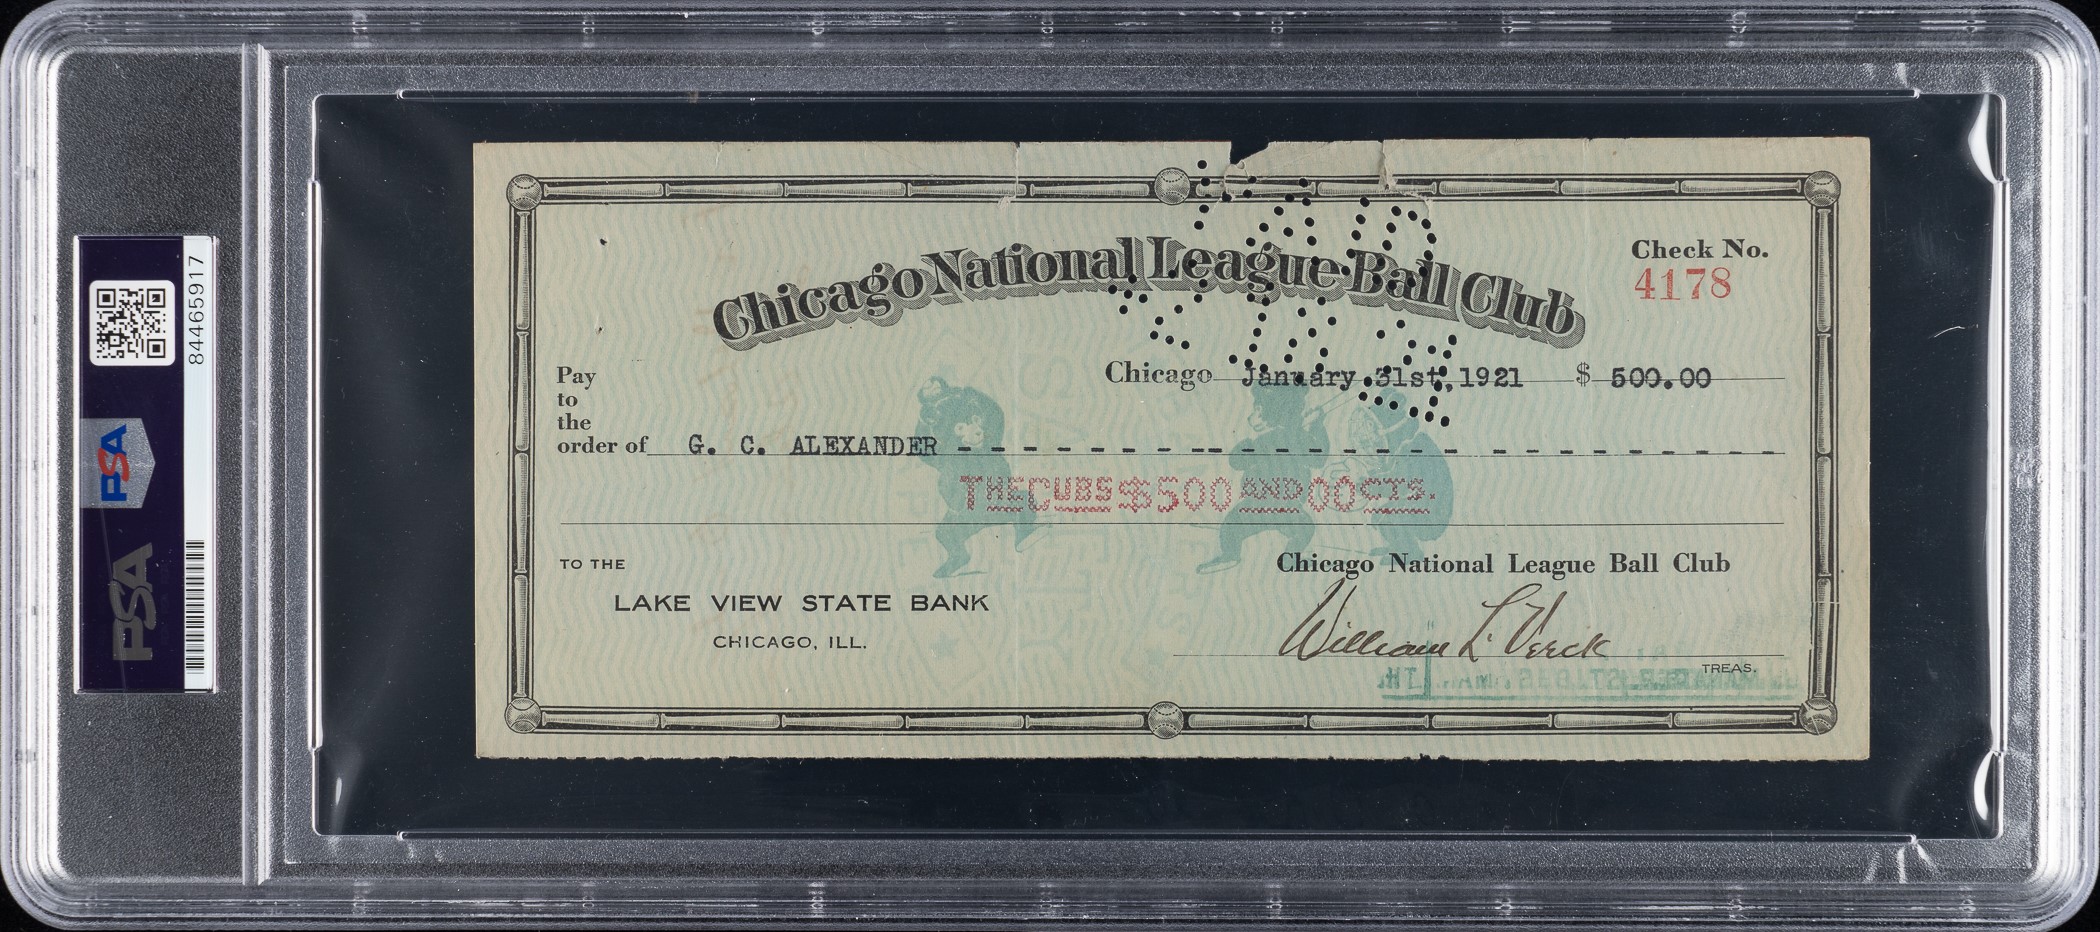 84465917
PSA
PSA
Chicago National League Ball Club
Check No.
4178
Chicago January 31st, 1921 $ 500.00
Pay
to
the
order of G. C. ALEXANDER
THE CUBS $500 AND 00 CTS.
TO THE
LAKE VIEW STATE BANK
CHICAGO, ILL.
Chicago National League Ball Club
William L. Veeck
TREAS.